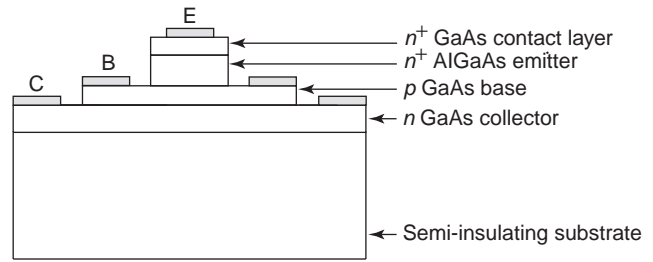 E
n+ GaAs contact layer
n+ AlGaAs emitter
B
p GaAs base
C
n GaAs collector
Semi-insulating substrate